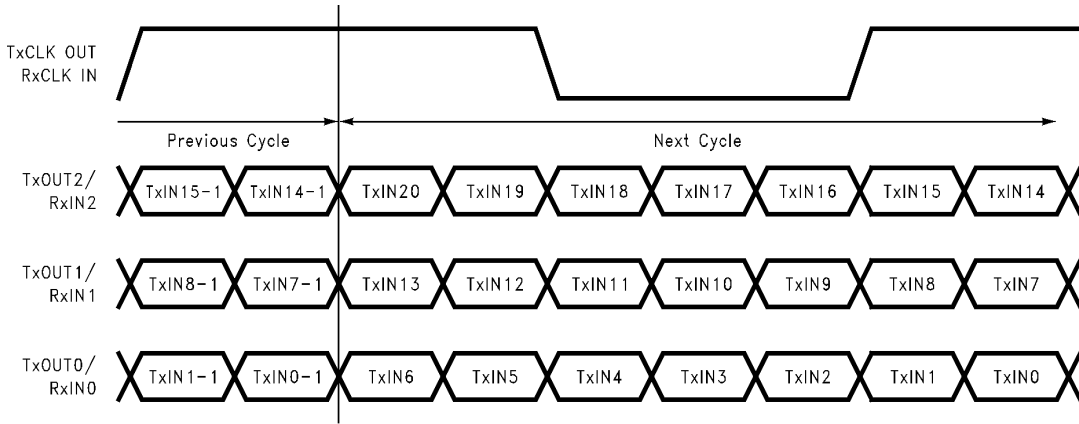 TxCLK OUT
RxCLK IN
Previous Cycle Next Cycle
TxOUT2/
RxIN2
TxIN15-1 TxIN14-1 TxIN20 TxIN19 TxIN18 TxIN17 TxIN16 TxIN15 TxIN14
TxOUT1/
RxIN1
TxIN8-1 TxIN7-1 TxIN13 TxIN12 TxIN11 TxIN10 TxIN9 TxIN8 TxIN7
TxOUT0/
RxIN0
TxIN1-1 TxIN0-1 TxIN6 TxIN5 TxIN4 TxIN3 TxIN2 TxIN1 TxIN0